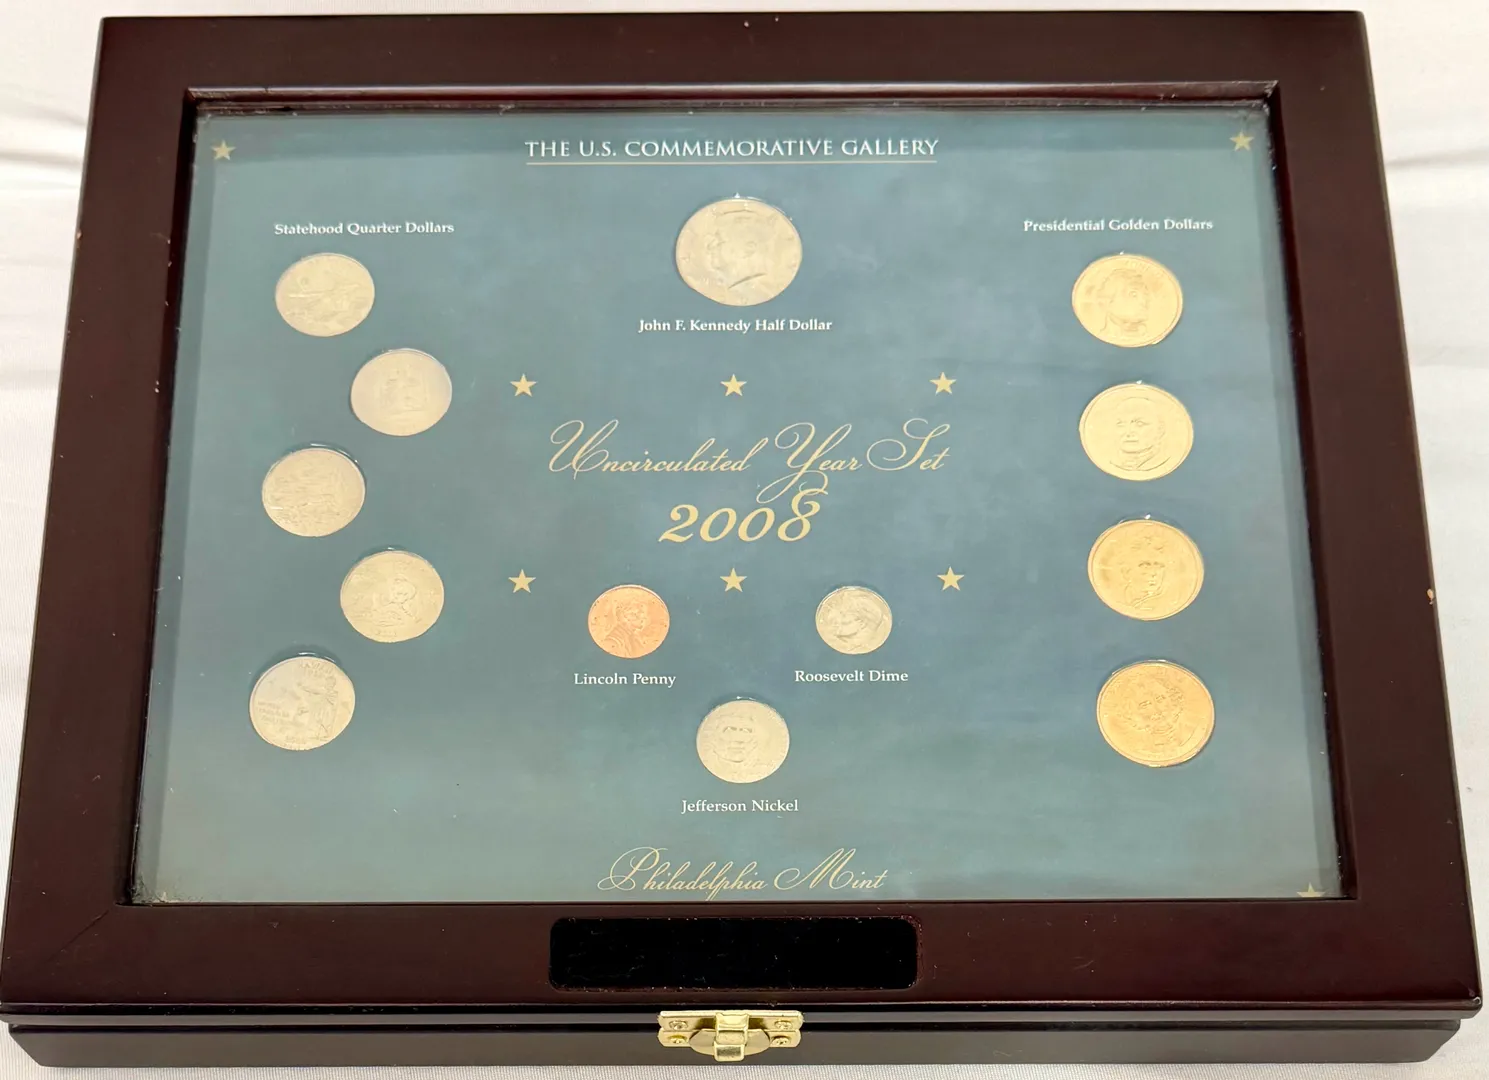 THE U.S. COMMEMORATIVE GALLERY
Statehood Quarter Dollars
Presidential Golden Dollars
John F. Kennedy Half Dollar
Uncirculated Year Set
2008
Lincoln Penny
Roosevelt Dime
Jefferson Nickel
Philadelphia Mint